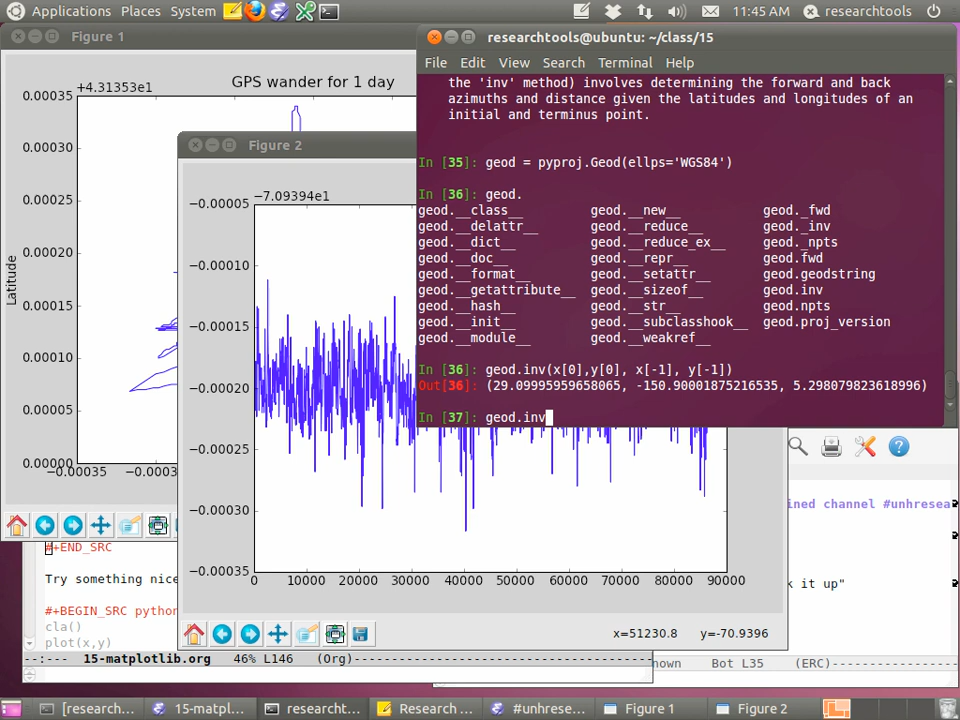 Applications Places System 11:45 AM researchtools
Figure 1
+4.31353e1
GPS wander for 1 day
0.00035
0.00030
0.00025
0.00020
0.00015
0.00010
0.00005
0.00000
Latitude
-0.00035 -0.0003
Figure 2
−7.09394e1
−0.00005
−0.00010
−0.00015
−0.00020
−0.00025
−0.00030
−0.00035
0 10000 20000 30000 40000 50000 60000 70000 80000 90000
x=51230.8 y=-70.9396
researchtools@ubuntu: ~/class/15
File Edit View Search Terminal Help
the 'inv' method) involves determining the forward and back
azimuths and distance given the latitudes and longitudes of an
initial and terminus point.
In [35]: geod = pyproj.Geod(ellps='WGS84')
In [36]: geod.
geod.__class__ geod.__new__ geod._fwd
geod.__delattr__ geod.__reduce__ geod._inv
geod.__dict__ geod.__reduce_ex__ geod._npts
geod.__doc__ geod.__repr__ geod.fwd
geod.__format__ geod.__setattr__ geod.geodstring
geod.__getattribute__ geod.__sizeof__ geod.inv
geod.__hash__ geod.__str__ geod.npts
geod.__init__ geod.__subclasshook__ geod.proj_version
geod.__module__ geod.__weakref__
In [36]: geod.inv(x[0],y[0], x[-1], y[-1])
Out[36]: (29.09995959658065, -150.90001875216535, 5.298079823618996)
In [37]: geod.inv
ined channel #unhresea
k it up"
nown Bot L35 (ERC)---------------
#+END_SRC
Try something nice
#+BEGIN_SRC python
cla()
plot(x,y)
--:--- 15-matplotlib.org 46% L146 (Org)-----------------------------------
[research... 15-matpl... researcht... Research ... #unhrese... Figure 1 Figure 2